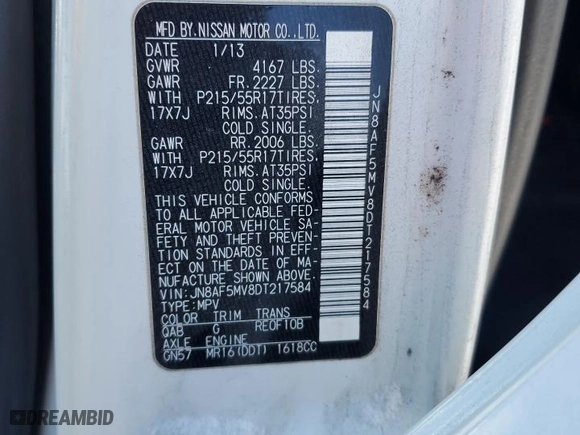 MFD BY.NISSAN MOTOR CO.,LTD.
DATE 1/13
GVWR 4167 LBS.
GAWR FR.2227 LBS.
WITH P215/55R17TIRES.
17X7J RIMS.AT35PSI
COLD SINGLE.
GAWR RR.2006 LBS.
WITH P215/55R17TIRES.
17X7J RIMS.AT35PSI
COLD SINGLE.
THIS VEHICLE CONFORMS
TO ALL APPLICABLE FED-
ERAL MOTOR VEHICLE SA-
FETY AND THEFT PREVEN-
TION STANDARDS IN EFF-
ECT ON THE DATE OF MA-
NUFACTURE SHOWN ABOVE.
VIN:JN8AF5MV8DT217584
TYPE:MPV
COLOR TRIM TRANS
QAB G RE0F10B
AXLE ENGINE
GN57 MR16(DDT) 1618CC
JN8AF5MV8DT217584
DREAMBID